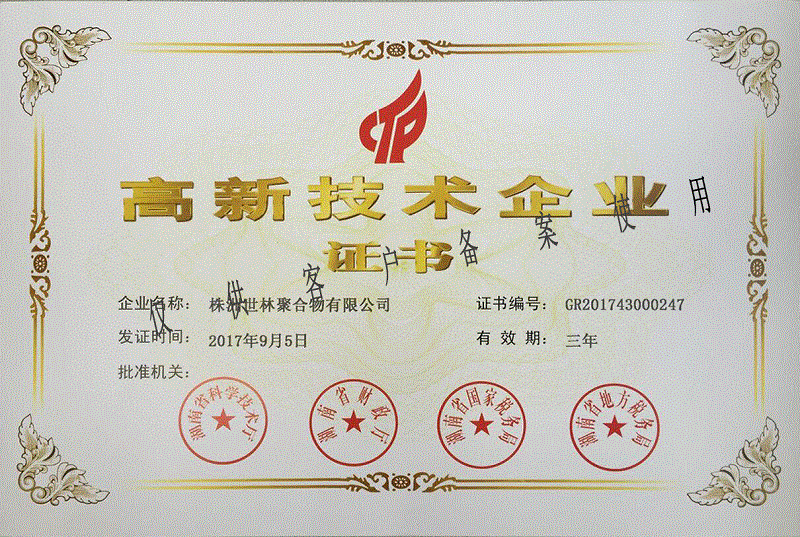 CTP
高新技术企业
证书
仅供客户备案使用
企业名称： 株洲世林聚合物有限公司
证书编号： GR201743000247
发证时间： 2017年9月5日
有效期： 三年
批准机关：
湖南省科学技术厅
湖南省财政厅
湖南省国家税务局
湖南省地方税务局